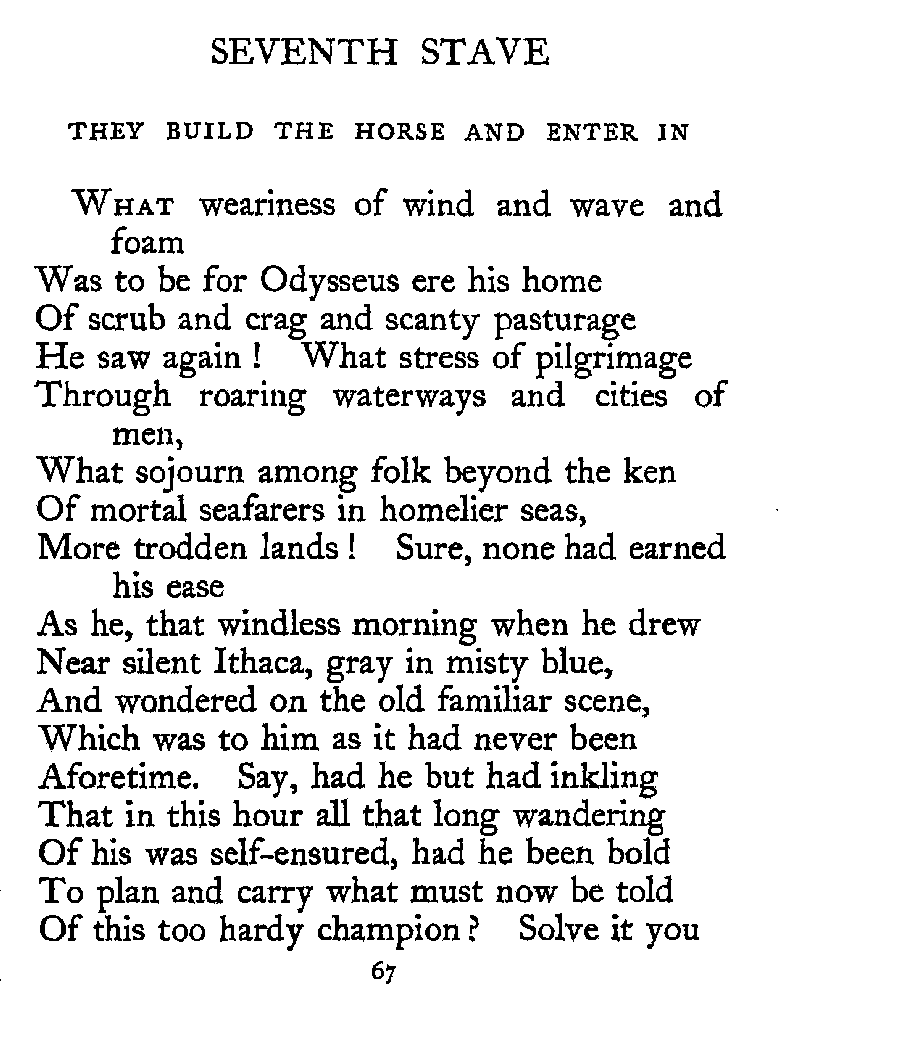 SEVENTH STAVE
THEY BUILD THE HORSE AND ENTER IN
WHAT weariness of wind and wave and
foam
Was to be for Odysseus ere his home
Of scrub and crag and scanty pasturage
He saw again ! What stress of pilgrimage
Through roaring waterways and cities of
men,
What sojourn among folk beyond the ken
Of mortal seafarers in homelier seas,
More trodden lands ! Sure, none had earned
his ease
As he, that windless morning when he drew
Near silent Ithaca, gray in misty blue,
And wondered on the old familiar scene,
Which was to him as it had never been
Aforetime. Say, had he but had inkling
That in this hour all that long wandering
Of his was self-ensured, had he been bold
To plan and carry what must now be told
Of this too hardy champion ? Solve it you
67